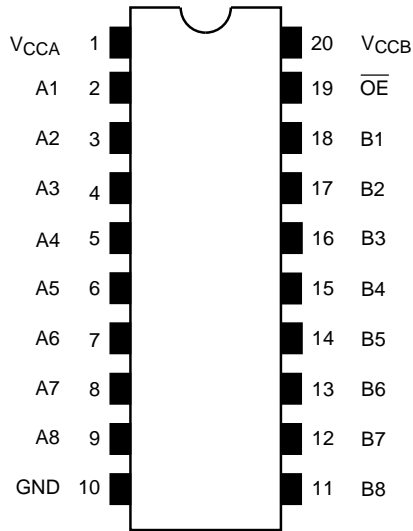 VCCA 1 20 VCCB
A1 2 19 O̅E̅
A2 3 18 B1
A3 4 17 B2
A4 5 16 B3
A5 6 15 B4
A6 7 14 B5
A7 8 13 B6
A8 9 12 B7
GND 10 11 B8